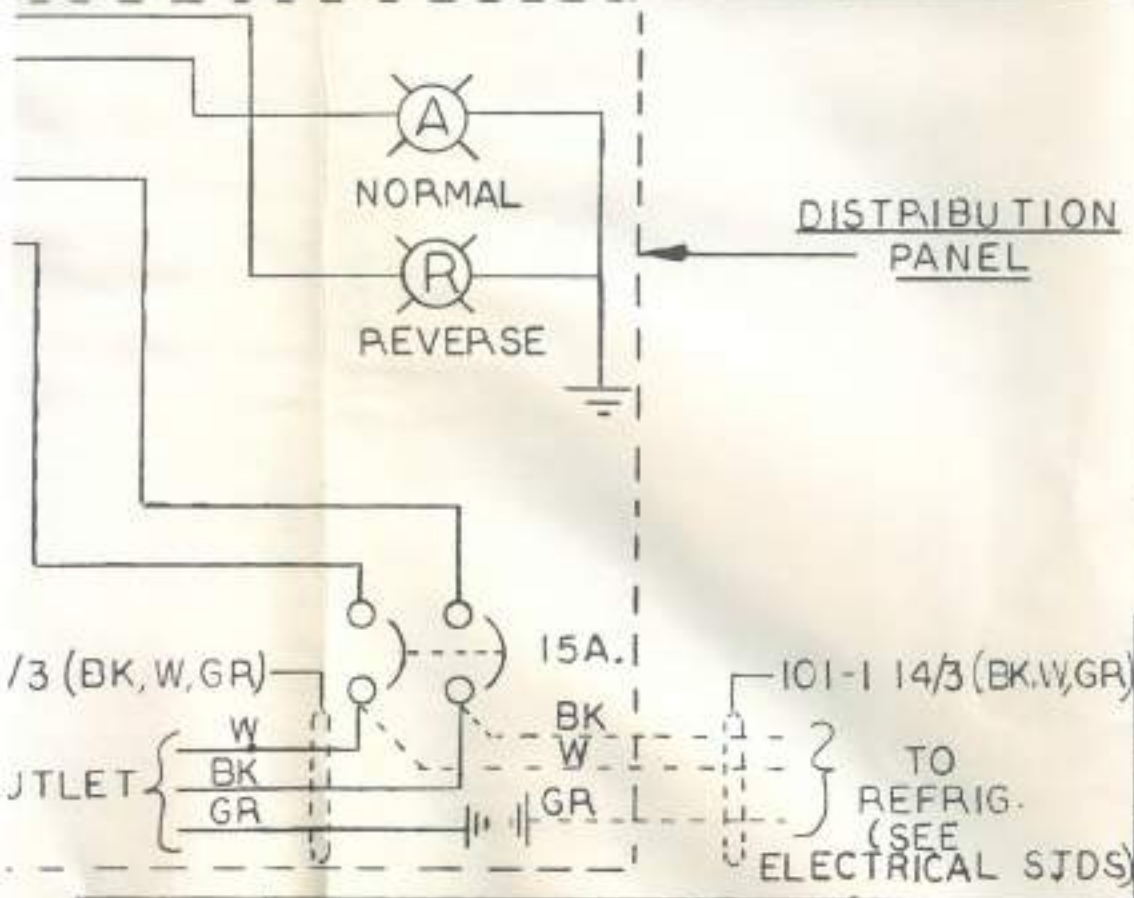 A
NORMAL
R
REVERSE
DISTRIBUTION
PANEL
15A.
/3 (BK, W, GR)
W
BK
GR
UTLET
BK
W
GR
101-1 14/3 (BK.W,GR)
TO
REFRIG.
(SEE
ELECTRICAL SJDS)